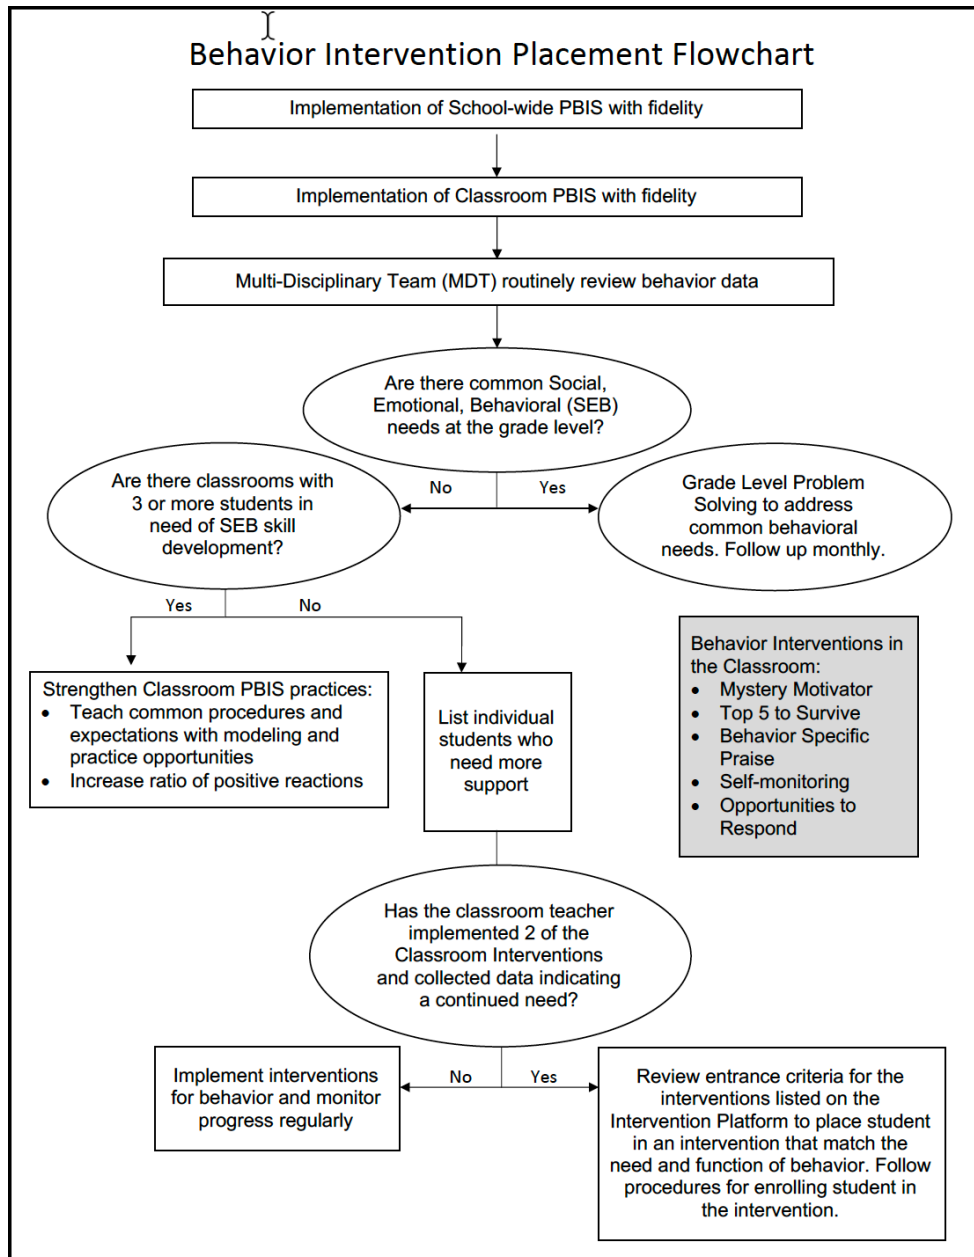 Behavior Intervention Placement Flowchart
Implementation of School-wide PBIS with fidelity
Implementation of Classroom PBIS with fidelity
Multi-Disciplinary Team (MDT) routinely review behavior data
Are there common Social,
Emotional, Behavioral (SEB)
needs at the grade level?
No
Yes
Are there classrooms with
3 or more students in
need of SEB skill
development?
Grade Level Problem
Solving to address
common behavioral
needs. Follow up monthly.
Yes
No
Strengthen Classroom PBIS practices:
• Teach common procedures and
expectations with modeling and
practice opportunities
• Increase ratio of positive reactions
List individual
students who
need more
support
Behavior Interventions in
the Classroom:
• Mystery Motivator
• Top 5 to Survive
• Behavior Specific
Praise
• Self-monitoring
• Opportunities to
Respond
Has the classroom teacher
implemented 2 of the
Classroom Interventions
and collected data indicating
a continued need?
No
Yes
Implement interventions
for behavior and monitor
progress regularly
Review entrance criteria for the
interventions listed on the
Intervention Platform to place student
in an intervention that match the
need and function of behavior. Follow
procedures for enrolling student in
the intervention.